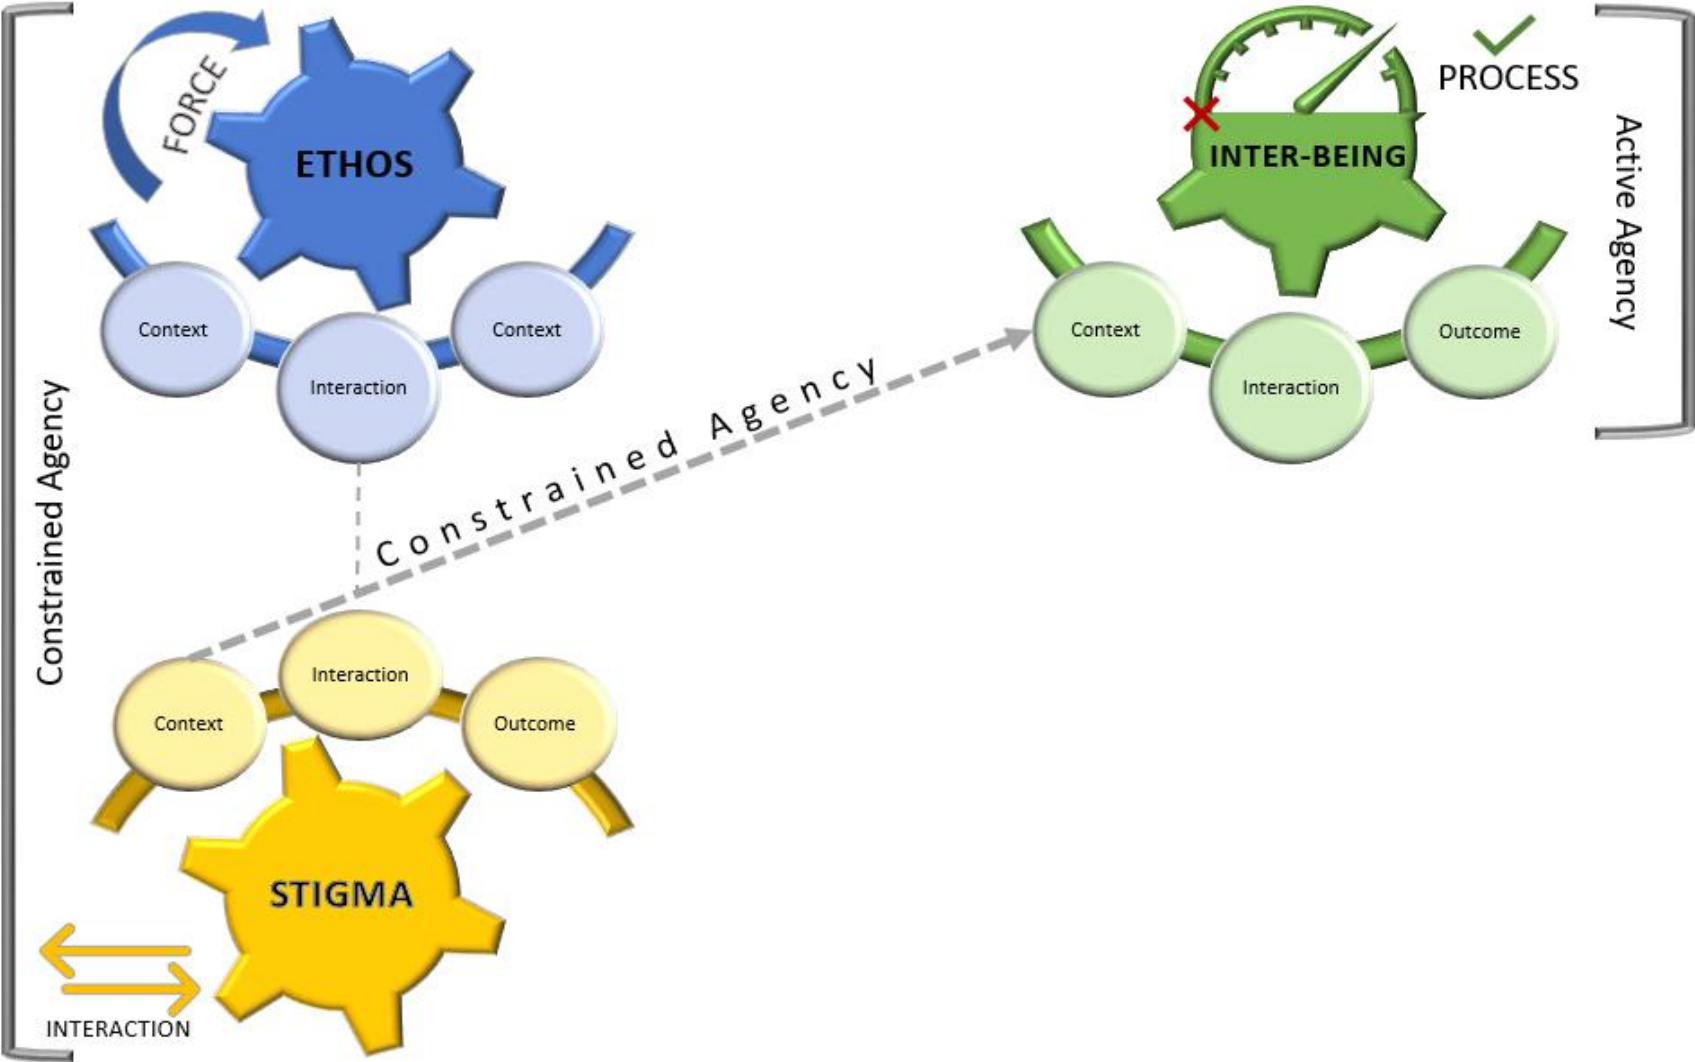 Constrained Agency
FORCE
ETHOS
Context
Interaction
Context
Constrained Agency
INTER-BEING
PROCESS
Context
Interaction
Outcome
Active Agency
Context
Interaction
Outcome
STIGMA
INTERACTION